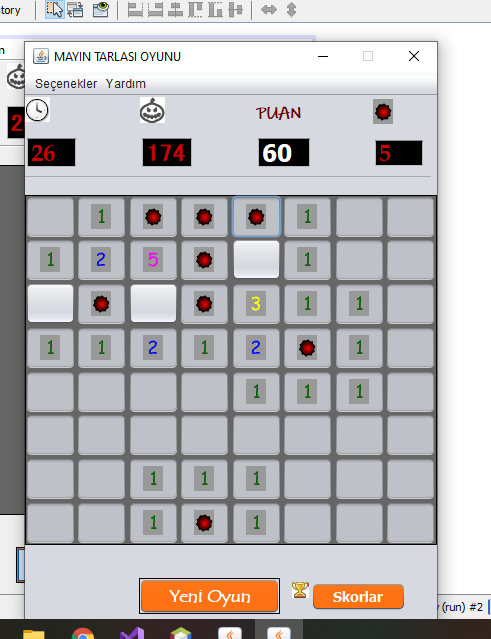 story
MAYIN TARLASI OYUNU
Seçenekler Yardım
PUAN
26 174 60 5
1 1
1 2 5 1
3 1 1
1 1 2 1 2 1
1 1 1
1 1 1
1 1
Yeni Oyun
Skorlar
(run) #2